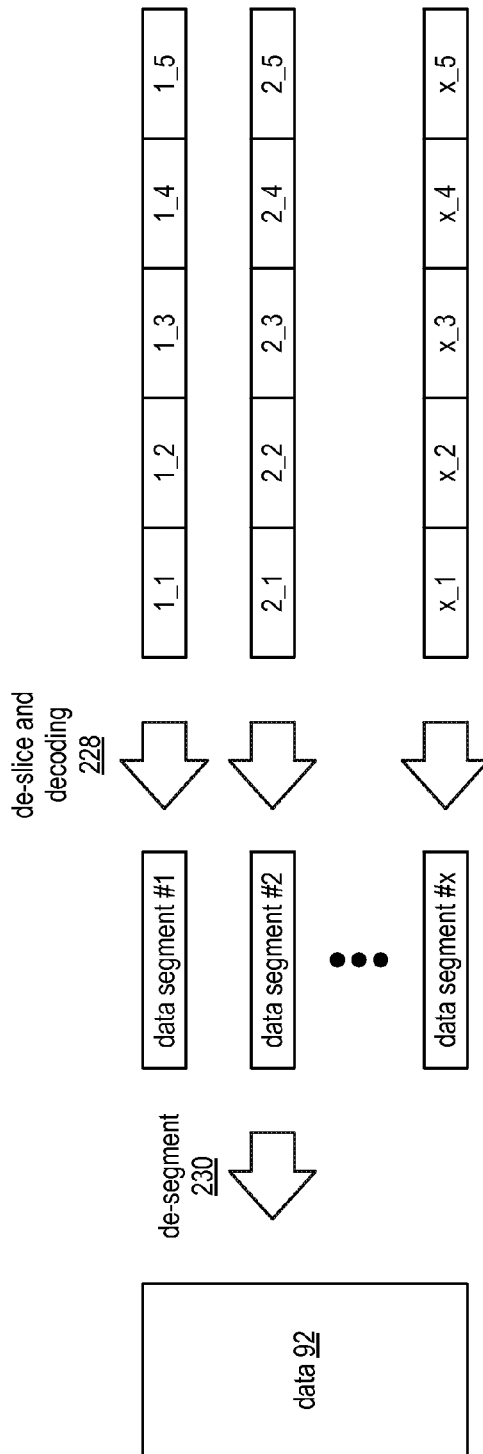 data 92
de-segment
230
data segment #1
data segment #2
data segment #x
de-slice and
decoding
228
1_1 1_2 1_3 1_4 1_5
2_1 2_2 2_3 2_4 2_5
x_1 x_2 x_3 x_4 x_5